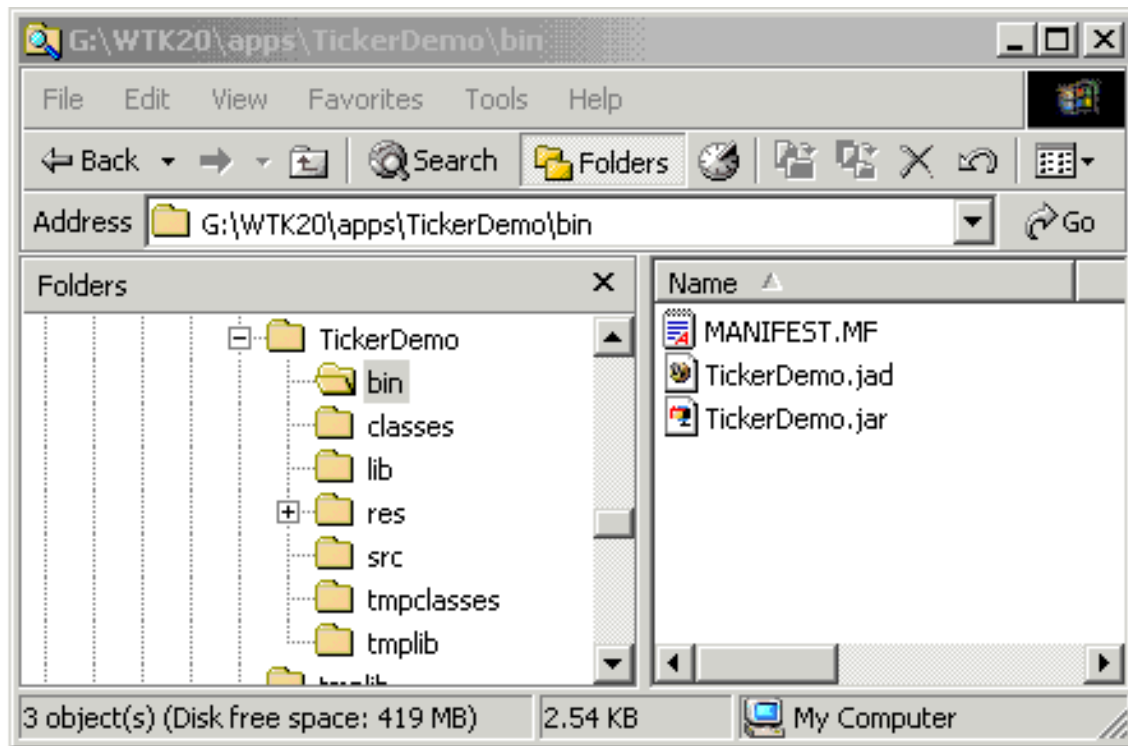 G:\WTK20\apps\TickerDemo\bin
File Edit View Favorites Tools Help
Back Search Folders
Address G:\WTK20\apps\TickerDemo\bin Go
Folders
TickerDemo
bin
classes
lib
res
src
tmpclasses
tmplib
tmplib
Name
MANIFEST.MF
TickerDemo.jad
TickerDemo.jar
3 object(s) (Disk free space: 419 MB) 2.54 KB My Computer